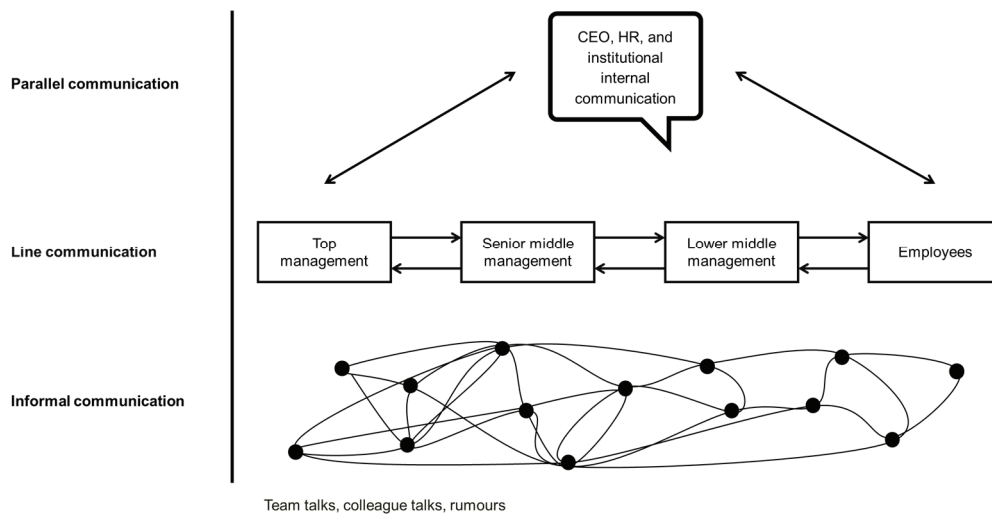 CEO, HR, and
institutional
internal
communication
Parallel communication
Line communication
Top
management
Senior middle
management
Lower middle
management
Employees
Informal communication
Team talks, colleague talks, rumours